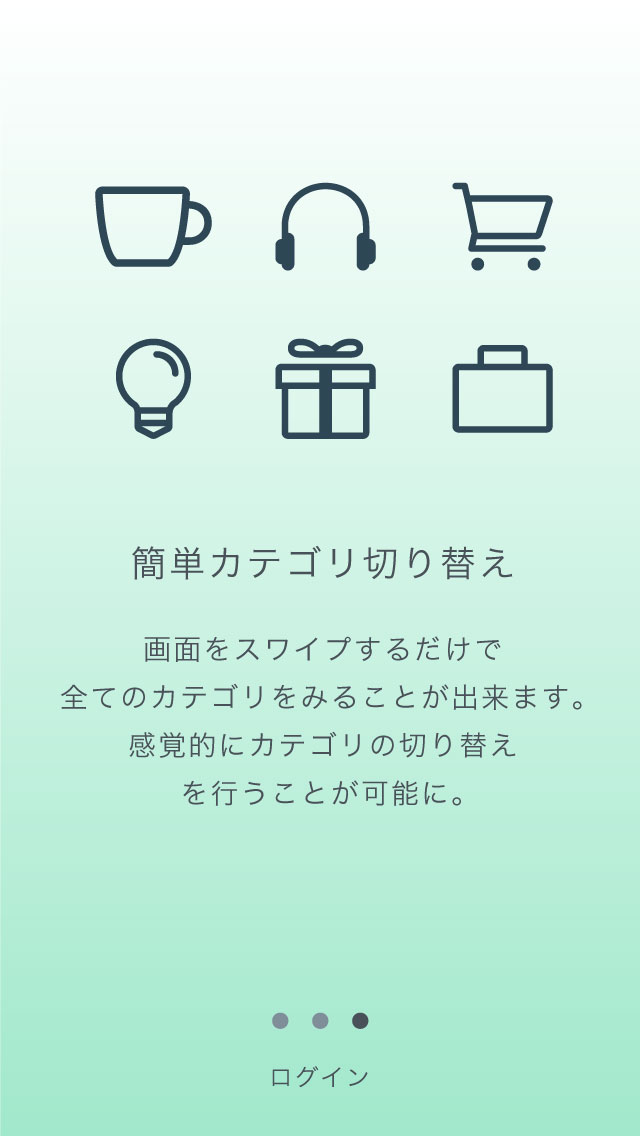 簡単カテゴリ切り替え
画面をスワイプするだけで
全てのカテゴリをみることが出来ます。
感覚的にカテゴリの切り替え
を行うことが可能に。
ログイン